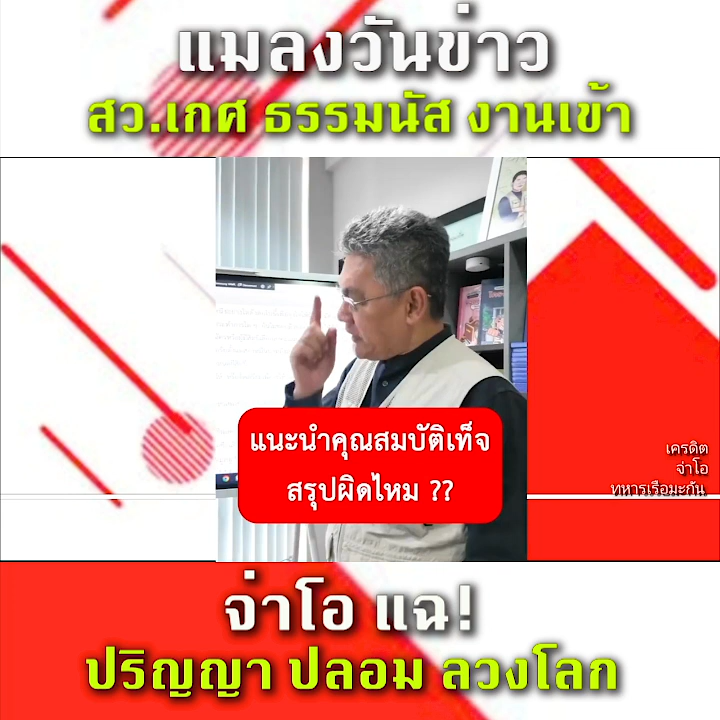 แมลงวันข่าว
สว.เกศ ธรรมนัส งานเข้า
แนะนำคุณสมบัติเท็จ
สรุปผิดไหม ??
เครดิต
จ่าโอ
ทหารเรือมะกัน
จ่าโอ แฉ!
ปริญญา ปลอม ลวงโลก